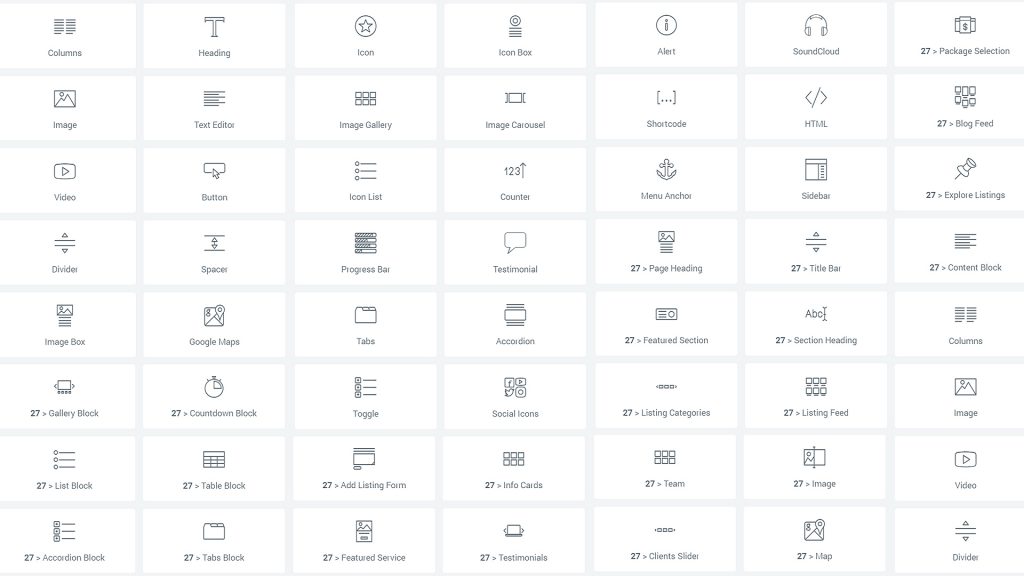 Columns
Heading
Icon
Icon Box
Alert
SoundCloud
27 > Package Selection
Image
Text Editor
Image Gallery
Image Carousel
[...]
Shortcode
</>
HTML
27 > Blog Feed
Video
Button
Icon List
123
Counter
Menu Anchor
Sidebar
27 > Explore Listings
Divider
Spacer
Progress Bar
Testimonial
27 > Page Heading
27 > Title Bar
27 > Content Block
Image Box
Google Maps
Tabs
Accordion
27 > Featured Section
Abc
27 > Section Heading
Columns
27 > Gallery Block
27 > Countdown Block
Toggle
Social Icons
27 > Listing Categories
27 > Listing Feed
Image
27 > List Block
27 > Table Block
27 > Add Listing Form
27 > Info Cards
27 > Team
27 > Image
Video
27 > Accordion Block
27 > Tabs Block
27 > Featured Service
27 > Testimonials
27 > Clients Slider
27 > Map
Divider